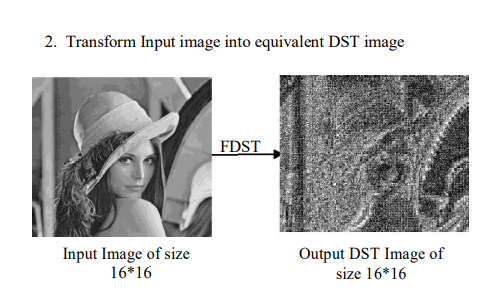 2. Transform Input image into equivalent DST image
FDST
Input Image of size
16*16
Output DST Image of
size 16*16